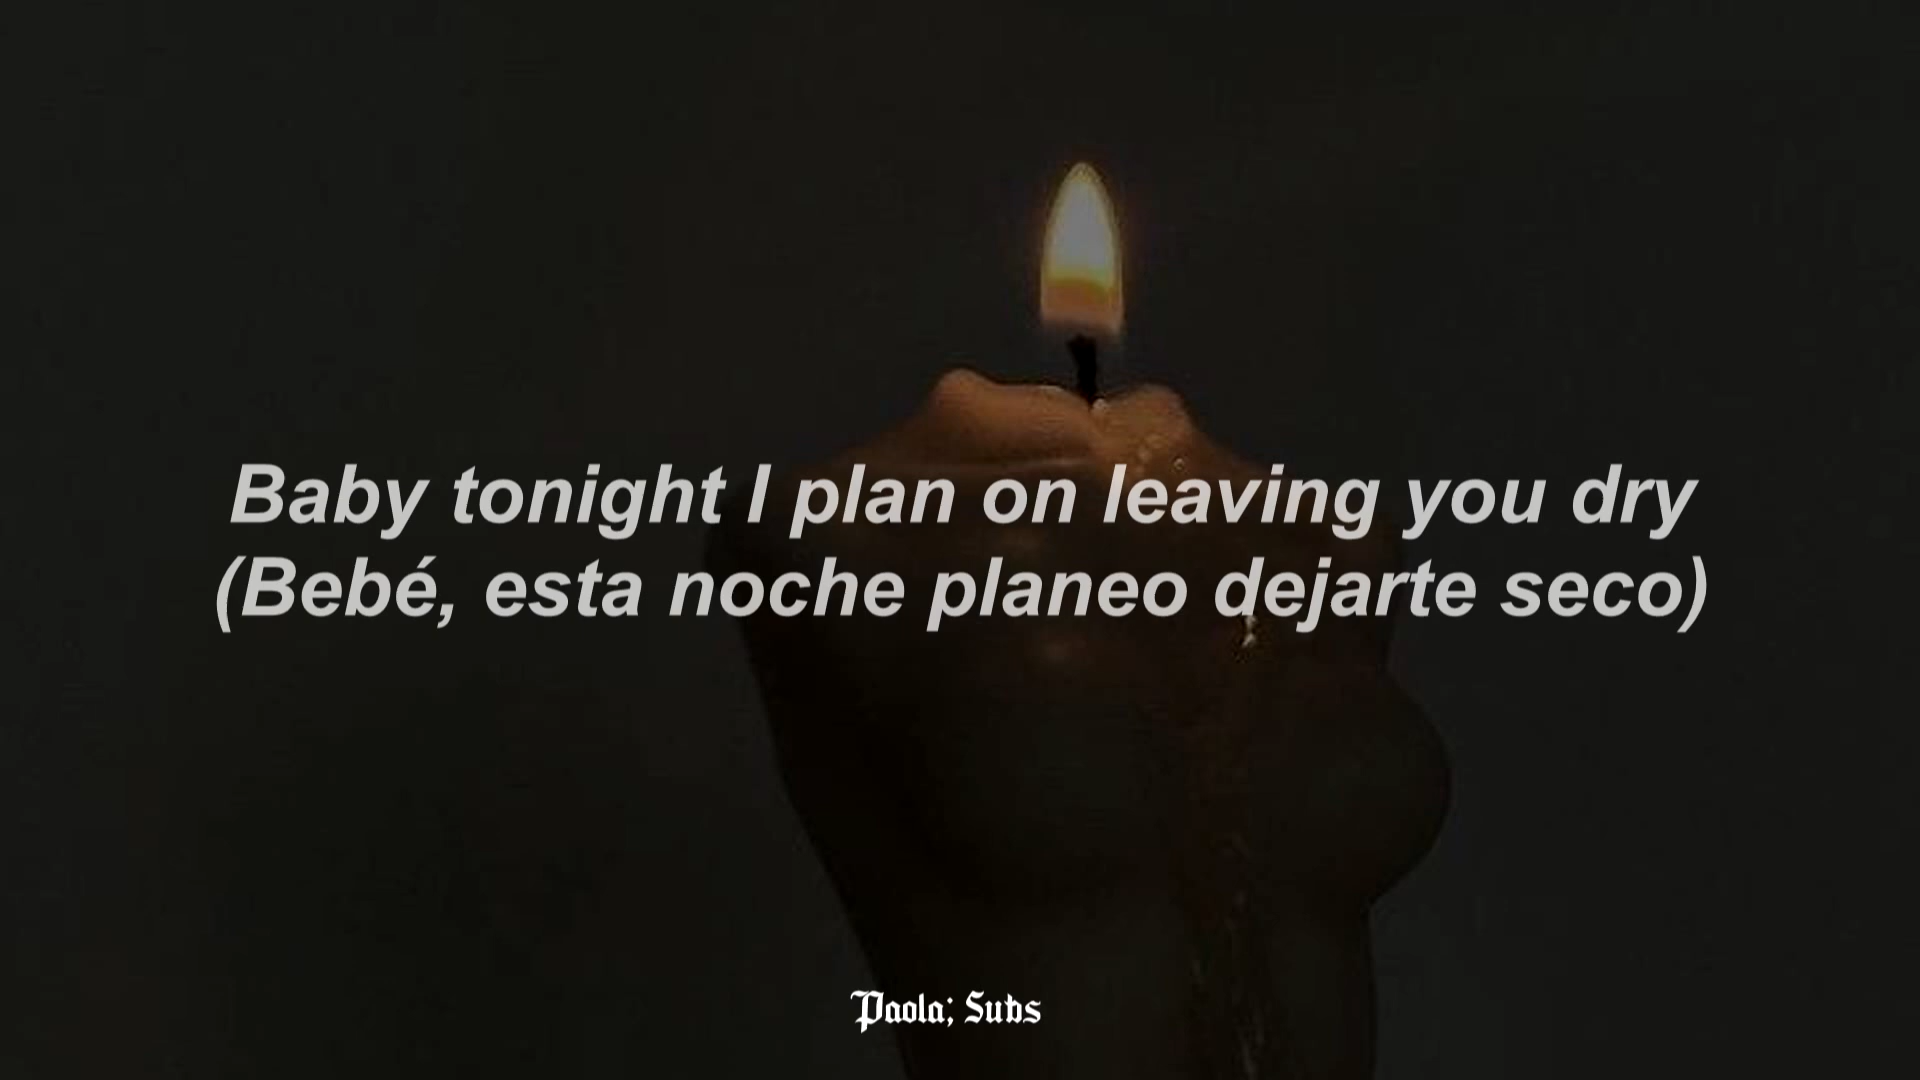 Baby tonight I plan on leaving you dry
(Bebé, esta noche planeo dejarte seco)
Paola; Subs